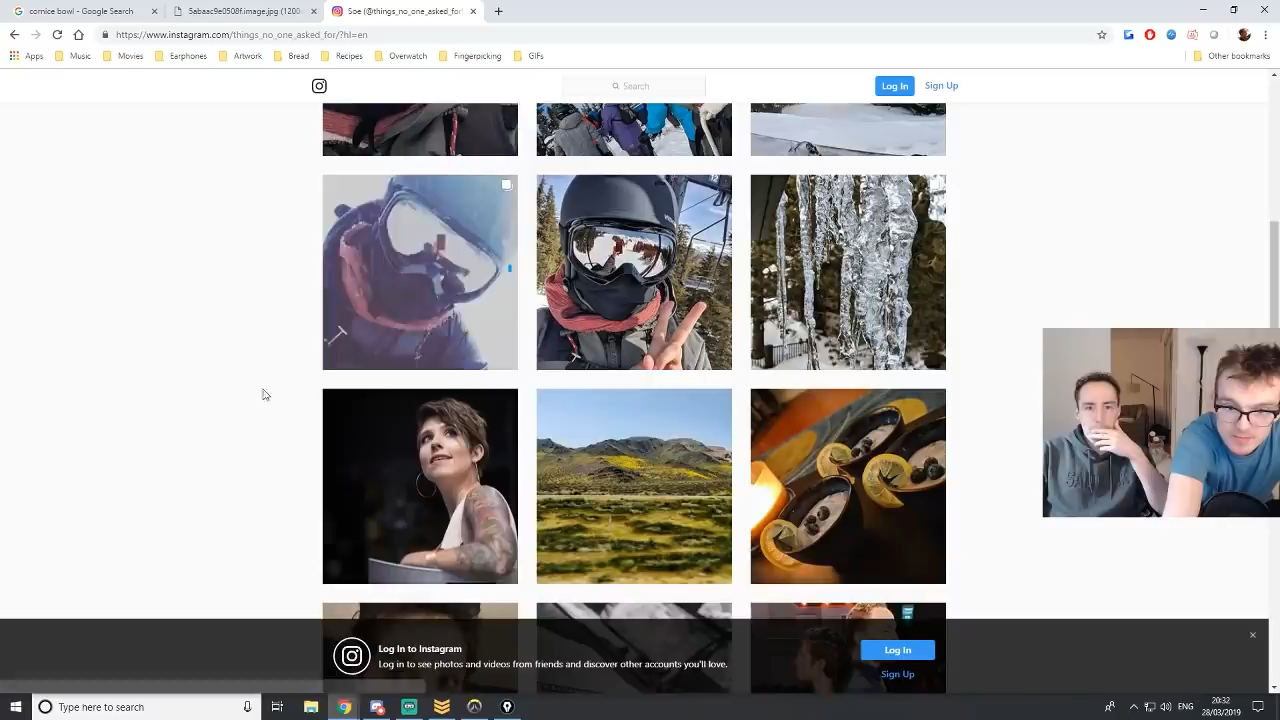 cornice bowl - Google Search
5abaac9e0508f.image.jpg (1200×
Soe (@things_no_one_asked_for)
https://www.instagram.com/things_no_one_asked_for/?hl=en
Apps Music Movies Earphones Artwork Bread Recipes Overwatch Fingerpicking GIFs Other bookmarks
Search Log In Sign Up
Log In to Instagram
Log in to see photos and videos from friends and discover other accounts you'll love.
Log In
Sign Up
Type here to search
ENG
20:32
28/03/2019